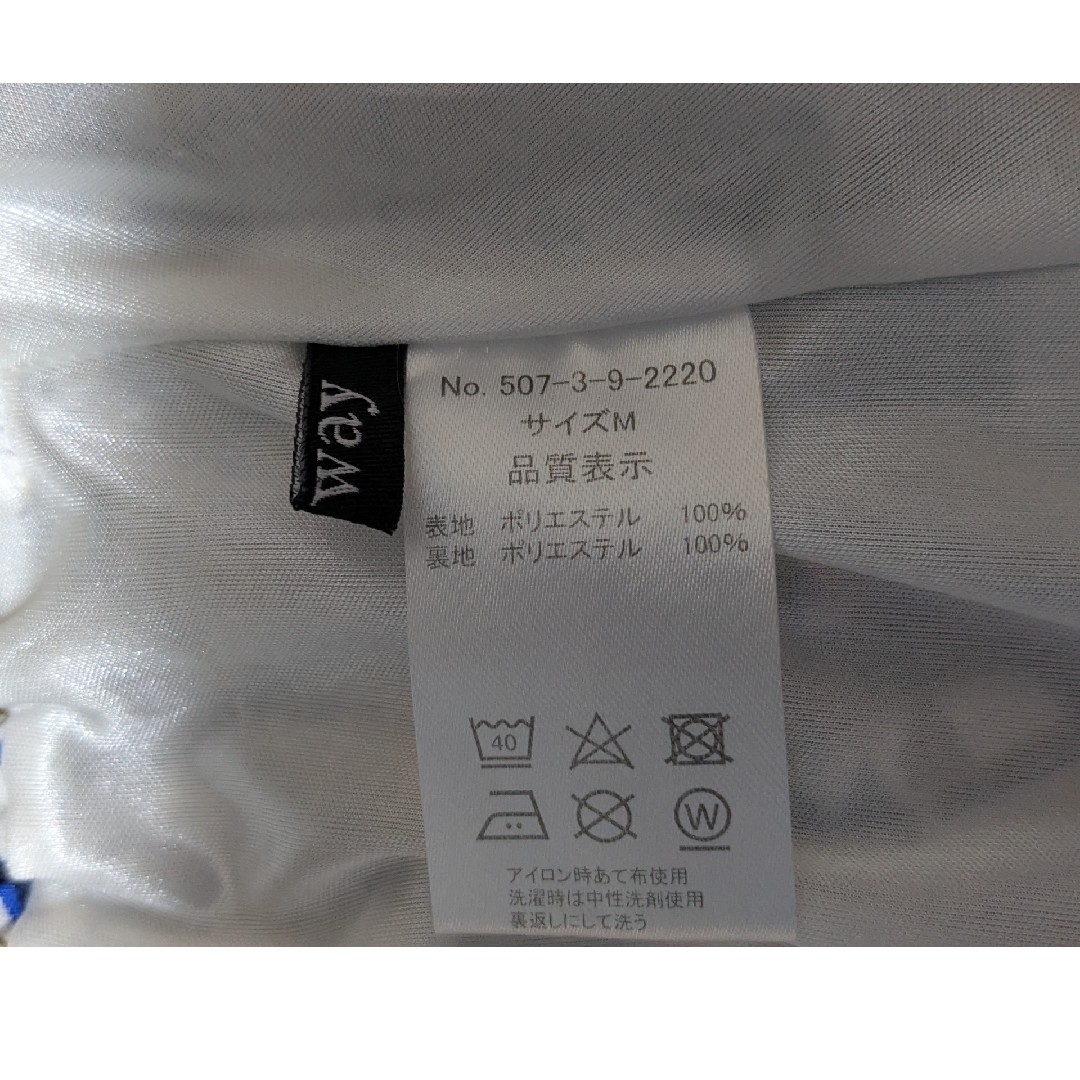 way
No. 507-3-9-2220
サイズM
品質表示
表地 ポリエステル 100%
裏地 ポリエステル 100%
40
W
アイロン時あて布使用
洗濯時は中性洗剤使用
裏返しにして洗う